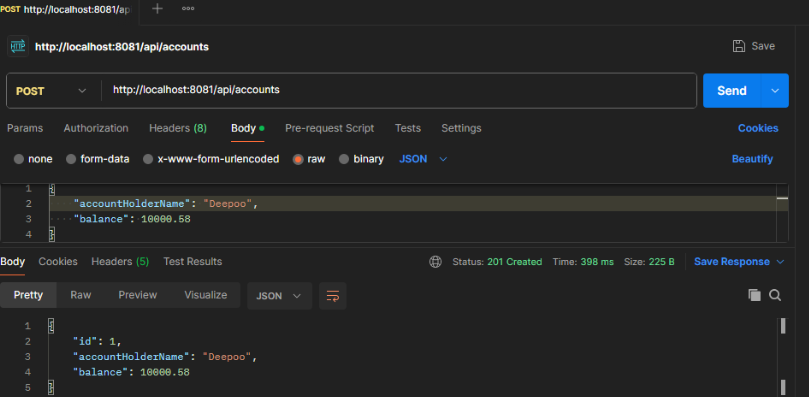 POST http://localhost:8081/ap
http://localhost:8081/api/accounts
Save
POST
http://localhost:8081/api/accounts
Send
Params Authorization Headers (8) Body Pre-request Script Tests Settings Cookies
none form-data x-www-form-urlencoded raw binary JSON Beautify
1 {
2 "accountHolderName": "Deepoo",
3 "balance": 10000.58
4 }
Body Cookies Headers (5) Test Results Status: 201 Created Time: 398 ms Size: 225 B Save Response
Pretty Raw Preview Visualize JSON
1 {
2 "id": 1,
3 "accountHolderName": "Deepoo",
4 "balance": 10000.58
5 }